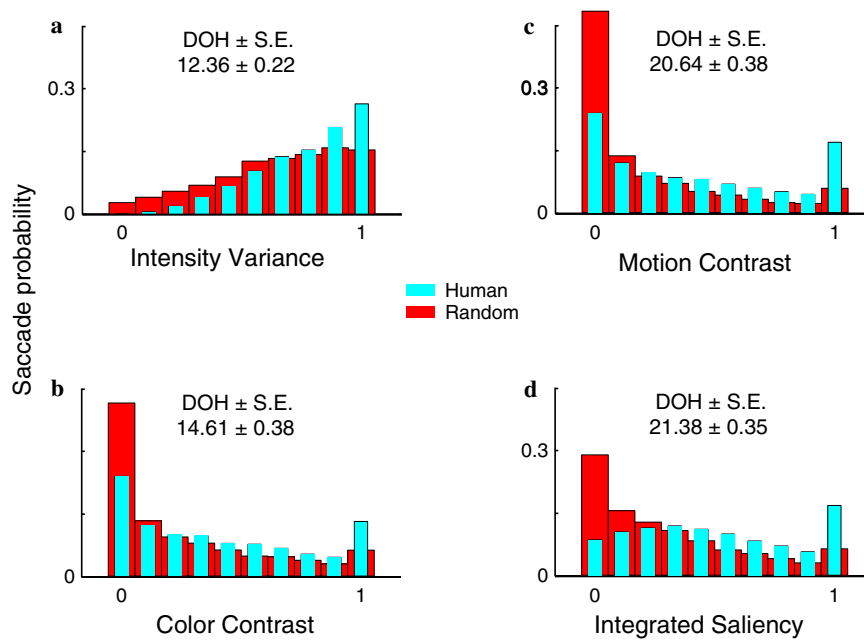 a
DOH ± S.E.
12.36 ± 0.22
0.3
0
0
1
Intensity Variance
c
DOH ± S.E.
20.64 ± 0.38
0.3
0
0
1
Motion Contrast
Saccade probability
Human
Random
b
DOH ± S.E.
14.61 ± 0.38
0
0
1
Color Contrast
d
DOH ± S.E.
21.38 ± 0.35
0.3
0
0
1
Integrated Saliency